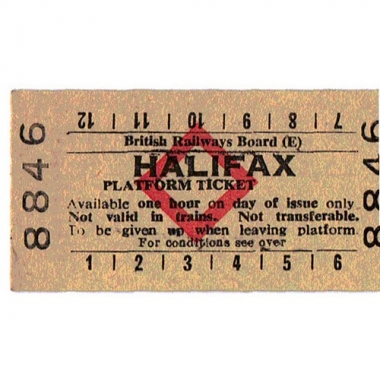 12 | 11 | 10 | 9 | 8 | 7
British Railways Board (E)
HALIFAX
PLATFORM TICKET
Available one hour on day of issue only
Not valid in trains. Not transferable.
To be given up when leaving platform
For conditions see over
1 | 2 | 3 | 4 | 5 | 6
8846
8846